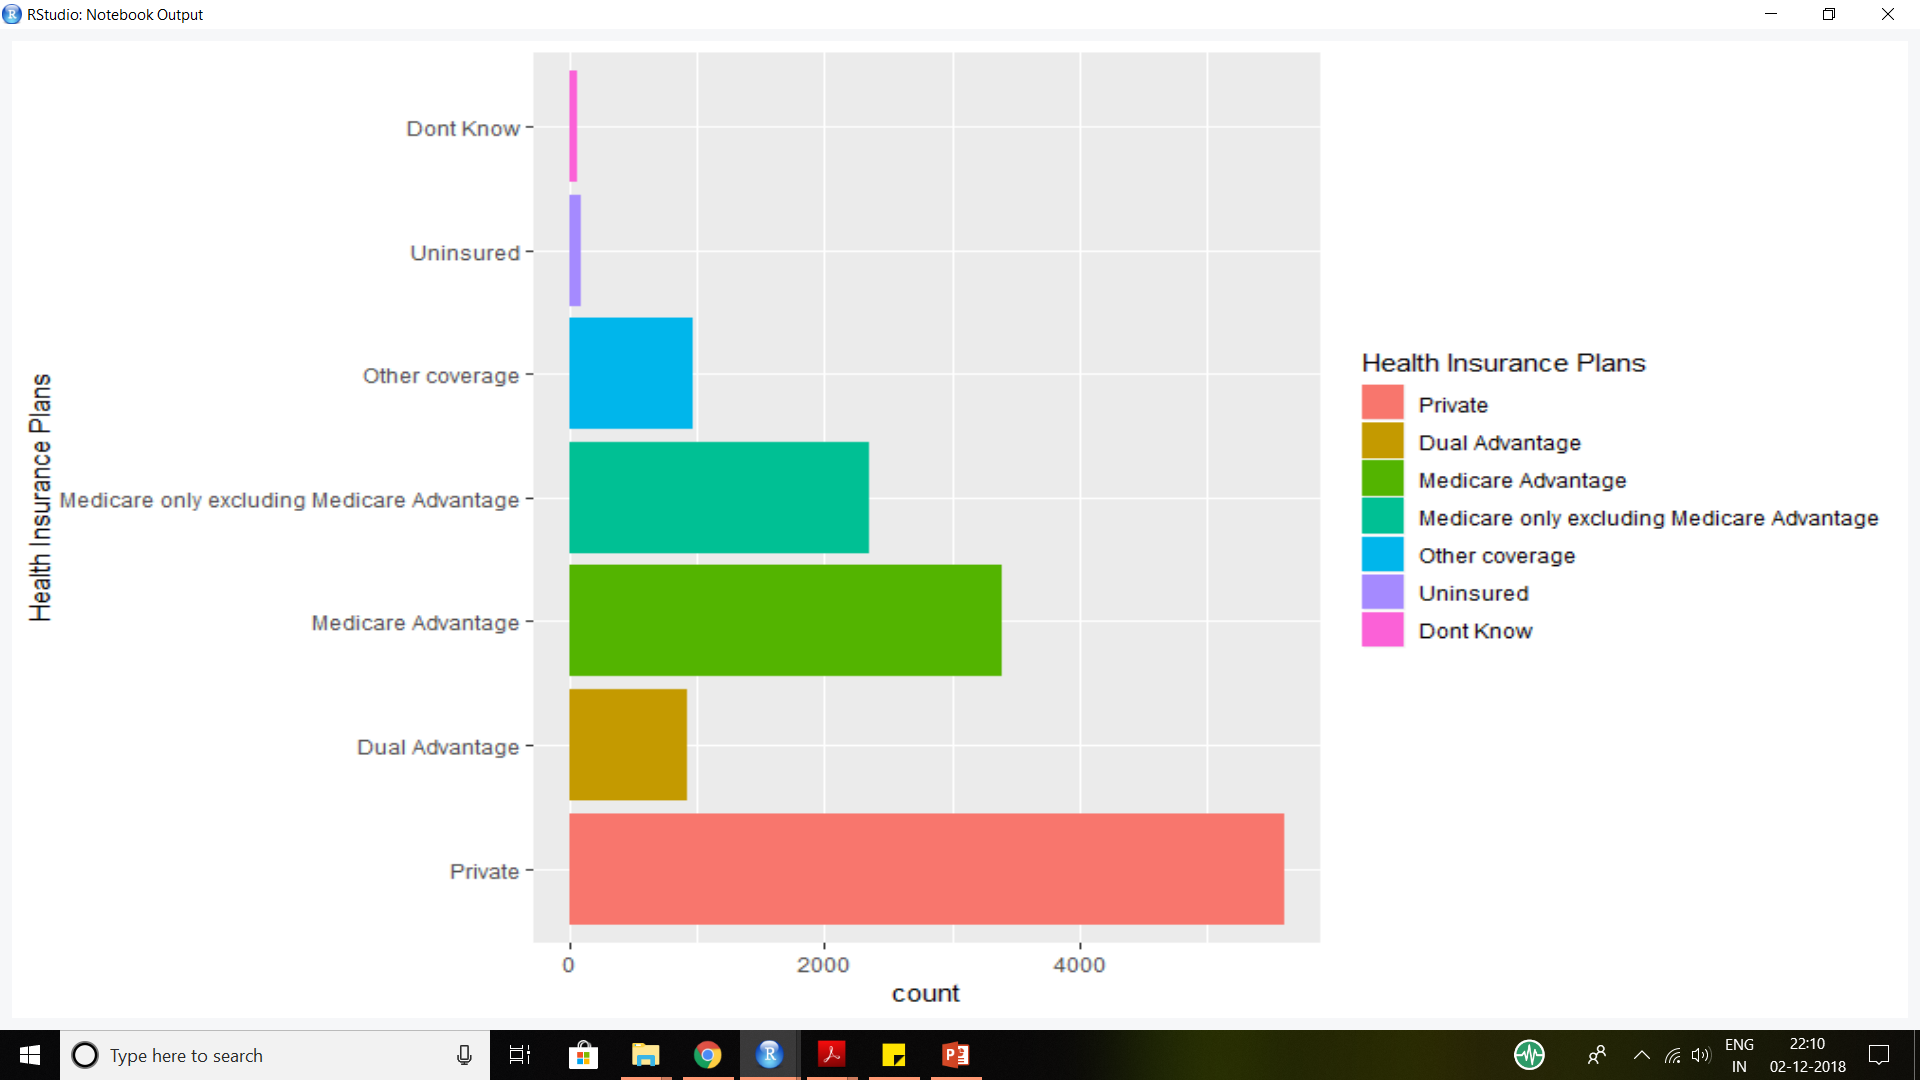 RStudio: Notebook Output
Dont Know
Uninsured
Other coverage
Medicare only excluding Medicare Advantage
Medicare Advantage
Dual Advantage
Private
Health Insurance Plans
0 2000 4000
count
Health Insurance Plans
Private
Dual Advantage
Medicare Advantage
Medicare only excluding Medicare Advantage
Other coverage
Uninsured
Dont Know
Type here to search
ENG
IN
22:10
02-12-2018